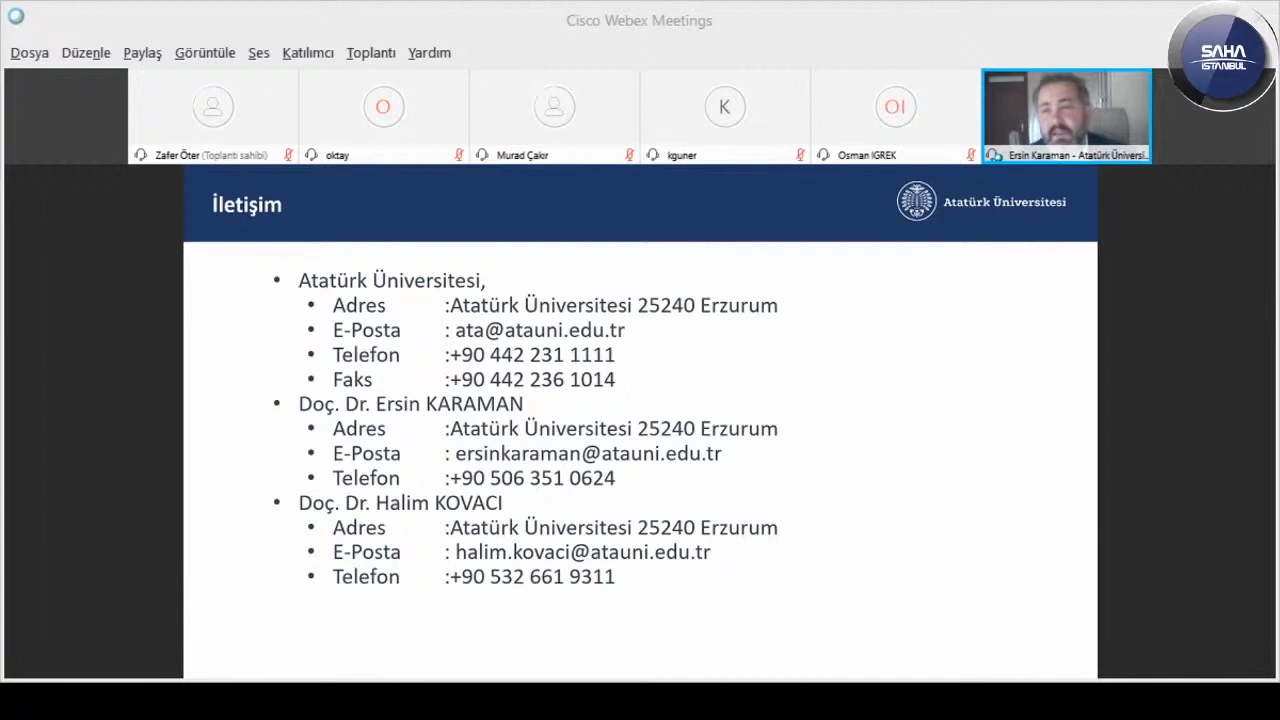 Cisco Webex Meetings
Dosya Düzenle Paylaş Görüntüle Ses Katılımcı Toplantı Yardım
SAHA
İSTANBUL
O
K
OI
Zafer Öter (Toplantı sahibi)
oktay
Murad Çakır
kguner
Osman IGREK
Ersin Karaman - Atatürk Üniversi...
İletişim
Atatürk Üniversitesi
• Atatürk Üniversitesi,
• Adres :Atatürk Üniversitesi 25240 Erzurum
• E-Posta : ata@atauni.edu.tr
• Telefon :+90 442 231 1111
• Faks :+90 442 236 1014
• Doç. Dr. Ersin KARAMAN
• Adres :Atatürk Üniversitesi 25240 Erzurum
• E-Posta : ersinkaraman@atauni.edu.tr
• Telefon :+90 506 351 0624
• Doç. Dr. Halim KOVACI
• Adres :Atatürk Üniversitesi 25240 Erzurum
• E-Posta : halim.kovaci@atauni.edu.tr
• Telefon :+90 532 661 9311